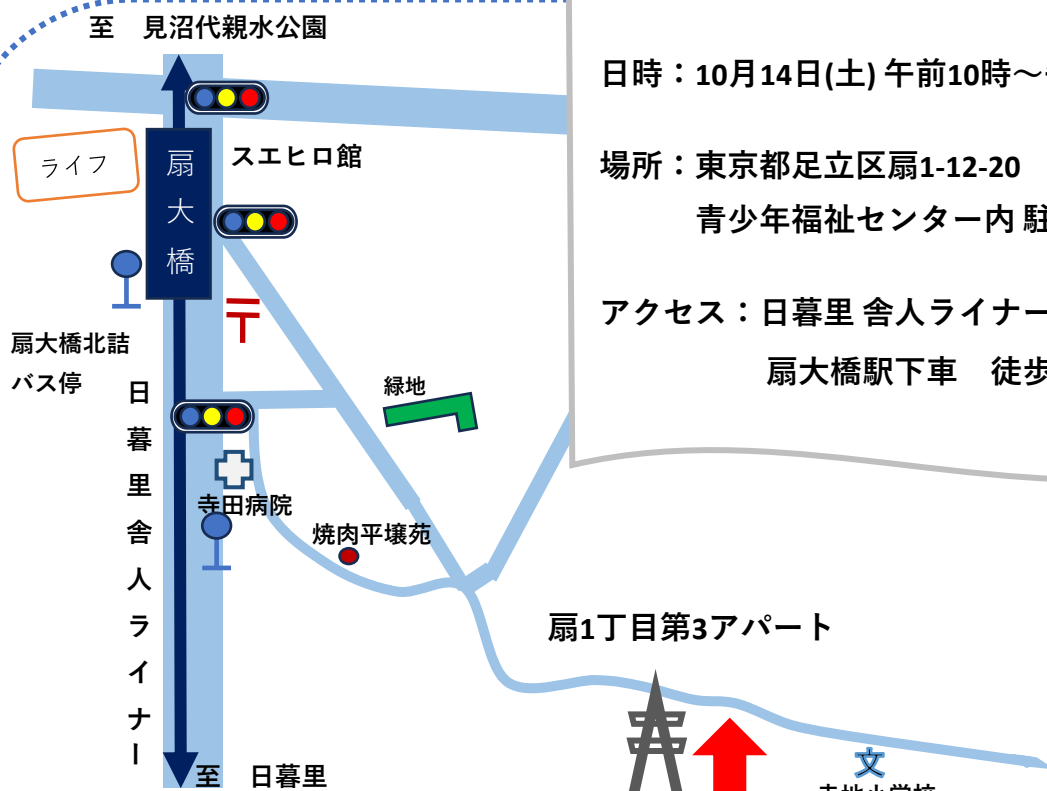 至　見沼代親水公園
日時：10月14日(土) 午前10時～
ライフ
扇大橋
スエヒロ館
場所：東京都足立区扇1-12-20
青少年福祉センター内 駐
〒
扇大橋北詰
バス停
アクセス：日暮里 舎人ライナー
扇大橋駅下車　徒歩
日暮里舎人ライナー
緑地
寺田病院
焼肉平壌苑
扇1丁目第3アパート
文
至　日暮里